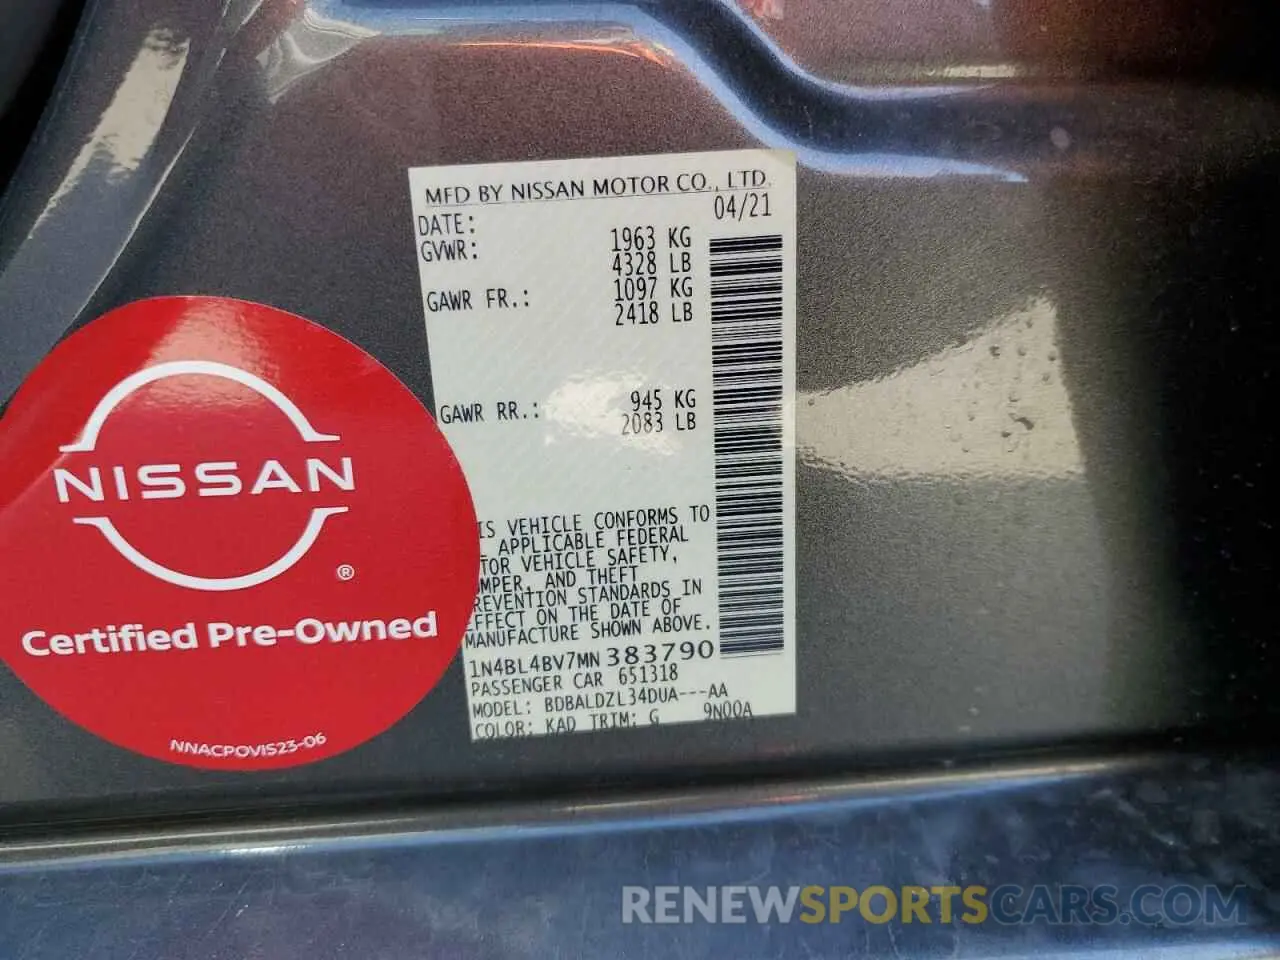 MFD BY NISSAN MOTOR CO., LTD.
DATE: 04/21
GVWR: 1963 KG
4328 LB
GAWR FR.: 1097 KG
2418 LB
GAWR RR.: 945 KG
2083 LB
IS VEHICLE CONFORMS TO
APPLICABLE FEDERAL
TOR VEHICLE SAFETY,
MPER, AND THEFT
REVENTION STANDARDS IN
EFFECT ON THE DATE OF
MANUFACTURE SHOWN ABOVE.
1N4BL4BV7MN383790
PASSENGER CAR 651318
MODEL: BDBALDZL34DUA---AA
COLOR: KAD TRIM: G 9N00A
NISSAN
®
Certified Pre-Owned
NNACPOVIS23-06
RENEWSPORTSCARS.COM